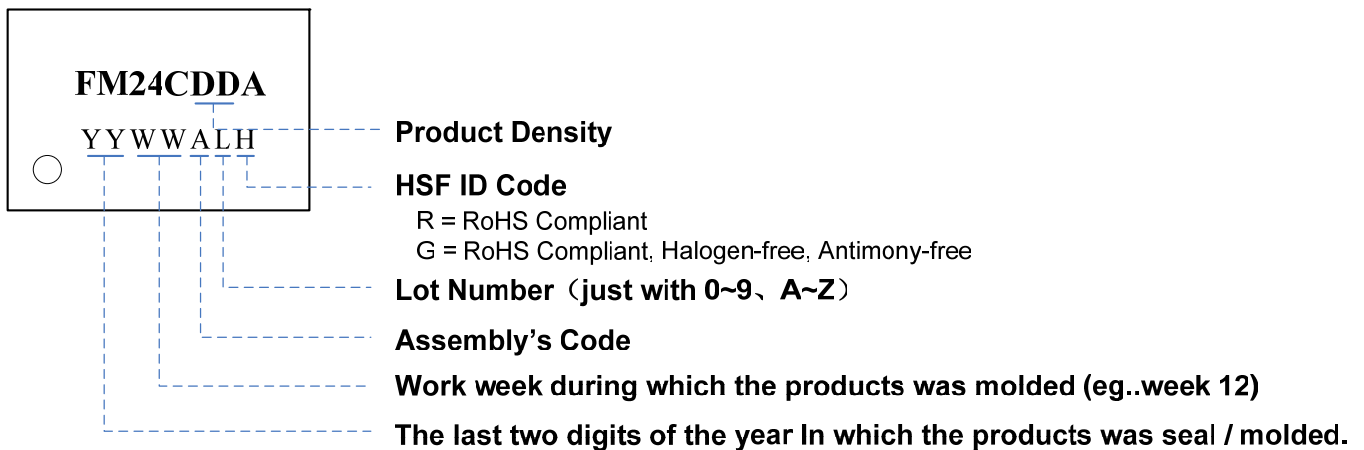 FM24CDDA
YYWWALH
Product Density
HSF ID Code
R = RoHS Compliant
G = RoHS Compliant, Halogen-free, Antimony-free
Lot Number（just with 0~9、A~Z）
Assembly’s Code
Work week during which the products was molded (eg..week 12)
The last two digits of the year In which the products was seal / molded.